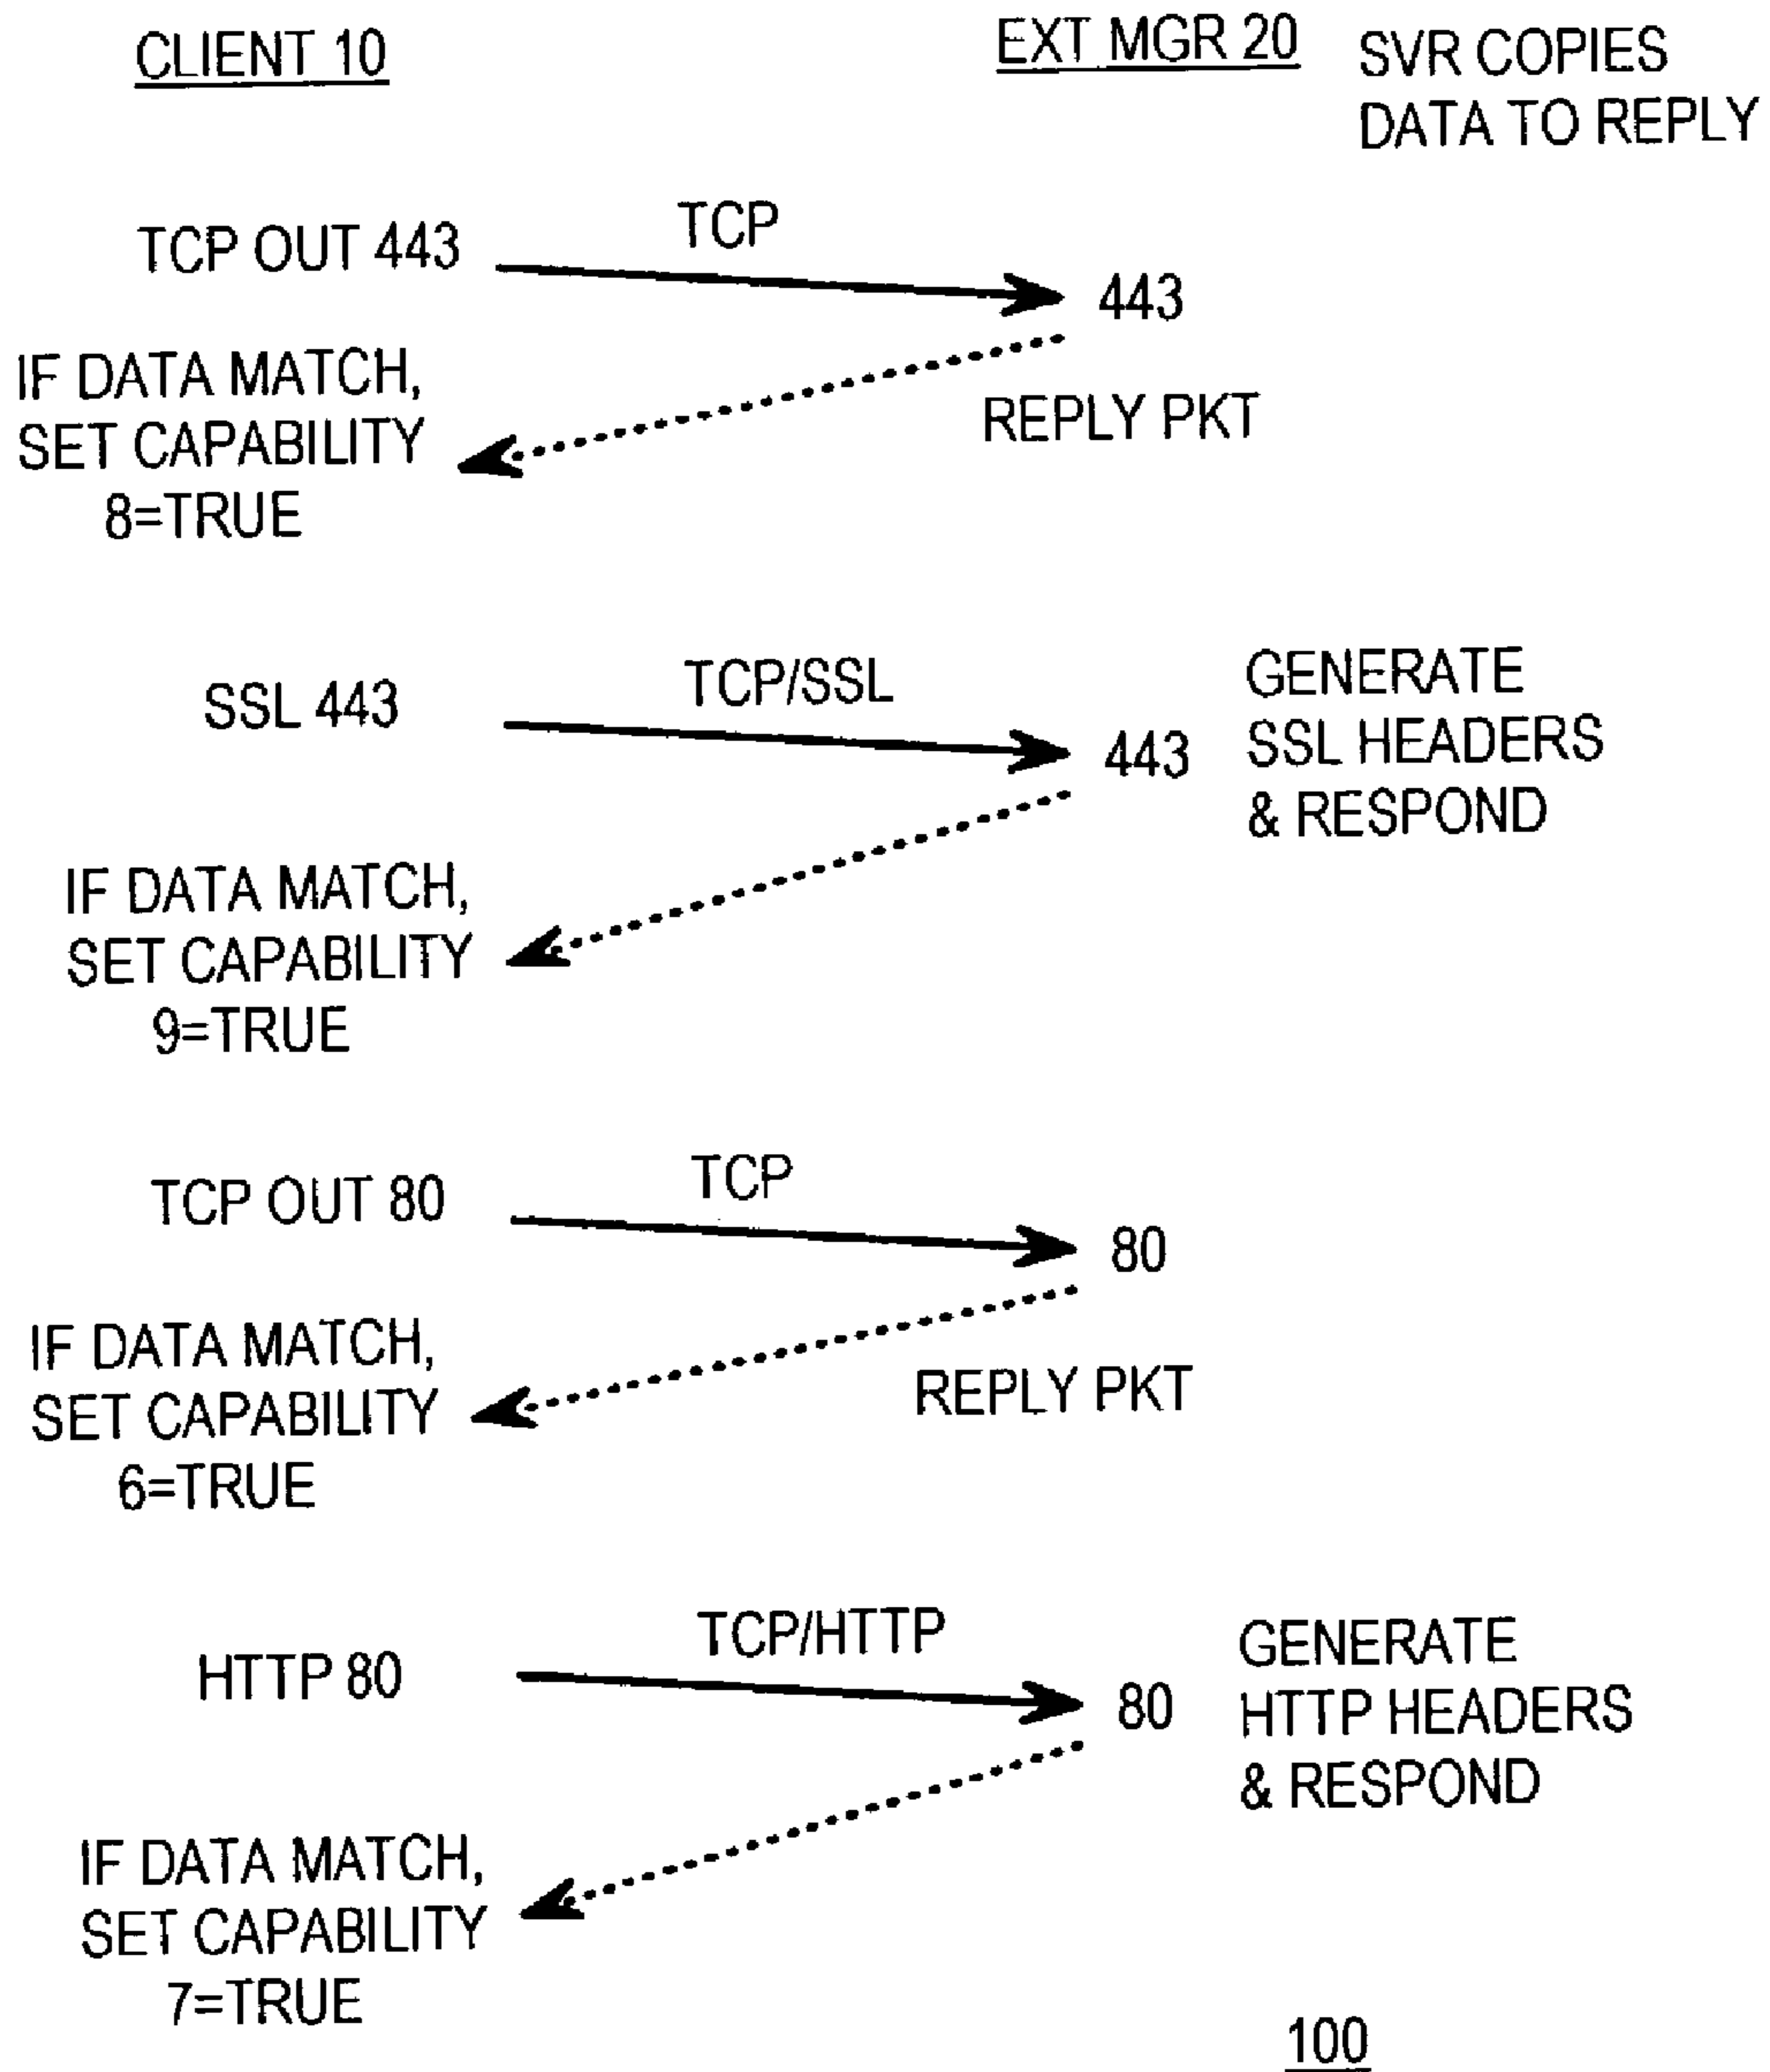 CLIENT 10
EXT MGR 20
SVR COPIES
DATA TO REPLY
TCP OUT 443
TCP
443
IF DATA MATCH,
SET CAPABILITY
8=TRUE
REPLY PKT
SSL 443
TCP/SSL
443
GENERATE
SSL HEADERS
& RESPOND
IF DATA MATCH,
SET CAPABILITY
9=TRUE
TCP OUT 80
TCP
80
IF DATA MATCH,
SET CAPABILITY
6=TRUE
REPLY PKT
HTTP 80
TCP/HTTP
80
GENERATE
HTTP HEADERS
& RESPOND
IF DATA MATCH,
SET CAPABILITY
7=TRUE
100